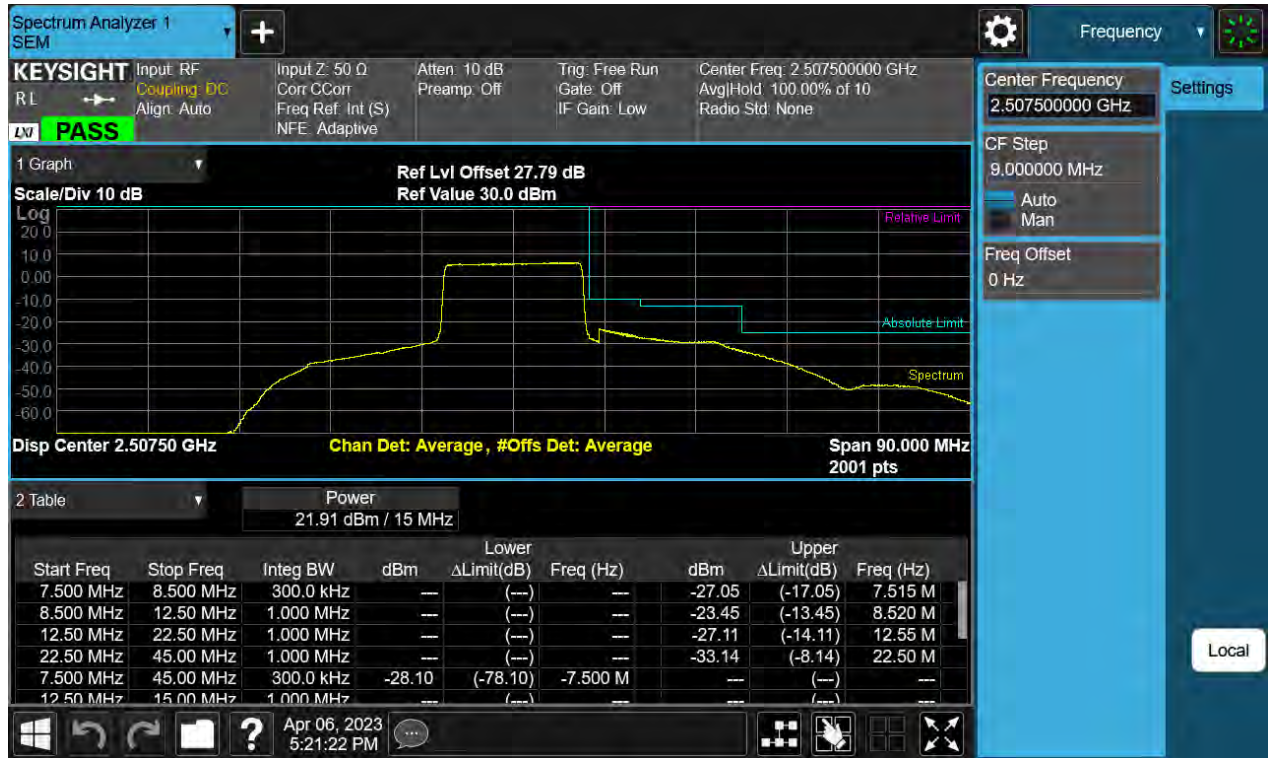 Spectrum Analyzer 1
SEM
+
Frequency
KEYSIGHT
R L
LXI
PASS
Input: RF
Coupling: DC
Align: Auto
Input Z: 50 Ω
Corr CCorr
Freq Ref: Int (S)
NFE: Adaptive
Atten: 10 dB
Preamp: Off
Trig: Free Run
Gate: Off
IF Gain: Low
Center Freq: 2.507500000 GHz
Avg|Hold: 100.00% of 10
Radio Std: None
Center Frequency
2.507500000 GHz
Settings
CF Step
9.000000 MHz
Auto
Man
Freq Offset
0 Hz
Local
1 Graph
Scale/Div 10 dB
Ref Lvl Offset 27.79 dB
Ref Value 30.0 dBm
Log
20.0
10.0
0.00
-10.0
-20.0
-30.0
-40.0
-50.0
-60.0
Relative Limit
Absolute Limit
Spectrum
Disp Center 2.50750 GHz Chan Det: Average, #Offs Det: Average Span 90.000 MHz
2001 pts
2 Table
Power
21.91 dBm / 15 MHz
Lower Upper
Start Freq Stop Freq Integ BW dBm ΔLimit(dB) Freq (Hz) dBm ΔLimit(dB) Freq (Hz)
7.500 MHz 8.500 MHz 300.0 kHz --- (---) --- -27.05 (-17.05) 7.515 M
8.500 MHz 12.50 MHz 1.000 MHz --- (---) --- -23.45 (-13.45) 8.520 M
12.50 MHz 22.50 MHz 1.000 MHz --- (---) --- -27.11 (-14.11) 12.55 M
22.50 MHz 45.00 MHz 1.000 MHz --- (---) --- -33.14 (-8.14) 22.50 M
7.500 MHz 45.00 MHz 300.0 kHz -28.10 (-78.10) -7.500 M --- (---) ---
12.50 MHz 15.00 MHz 1.000 MHz --- (---) --- --- (---) ---
?
Apr 06, 2023
5:21:22 PM